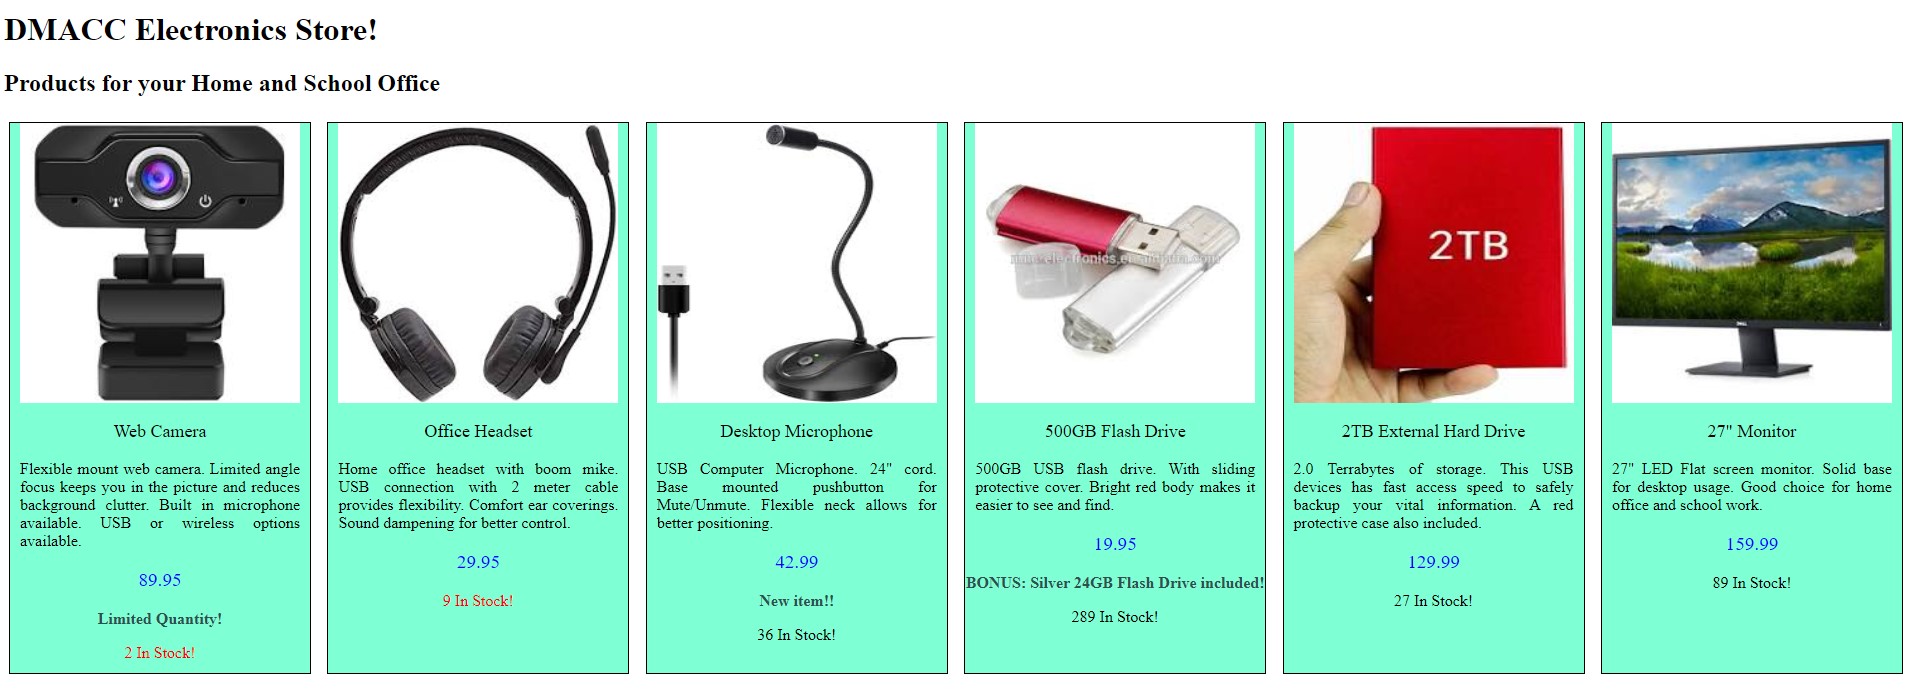 DMACC Electronics Store!
Products for your Home and School Office
2TB
DELL
Web Camera
Flexible mount web camera. Limited angle
focus keeps you in the picture and reduces
background clutter. Built in microphone
available. USB or wireless options
available.
89.95
Limited Quantity!
2 In Stock!
Office Headset
Home office headset with boom mike.
USB connection with 2 meter cable
provides flexibility. Comfort ear coverings.
Sound dampening for better control.
29.95
9 In Stock!
Desktop Microphone
USB Computer Microphone. 24" cord.
Base mounted pushbutton for
Mute/Unmute. Flexible neck allows for
better positioning.
42.99
New item!!
36 In Stock!
500GB Flash Drive
500GB USB flash drive. With sliding
protective cover. Bright red body makes it
easier to see and find.
19.95
BONUS: Silver 24GB Flash Drive included!
289 In Stock!
2TB External Hard Drive
2.0 Terrabytes of storage. This USB
devices has fast access speed to safely
backup your vital information. A red
protective case also included.
129.99
27 In Stock!
27" Monitor
27" LED Flat screen monitor. Solid base
for desktop usage. Good choice for home
office and school work.
159.99
89 In Stock!